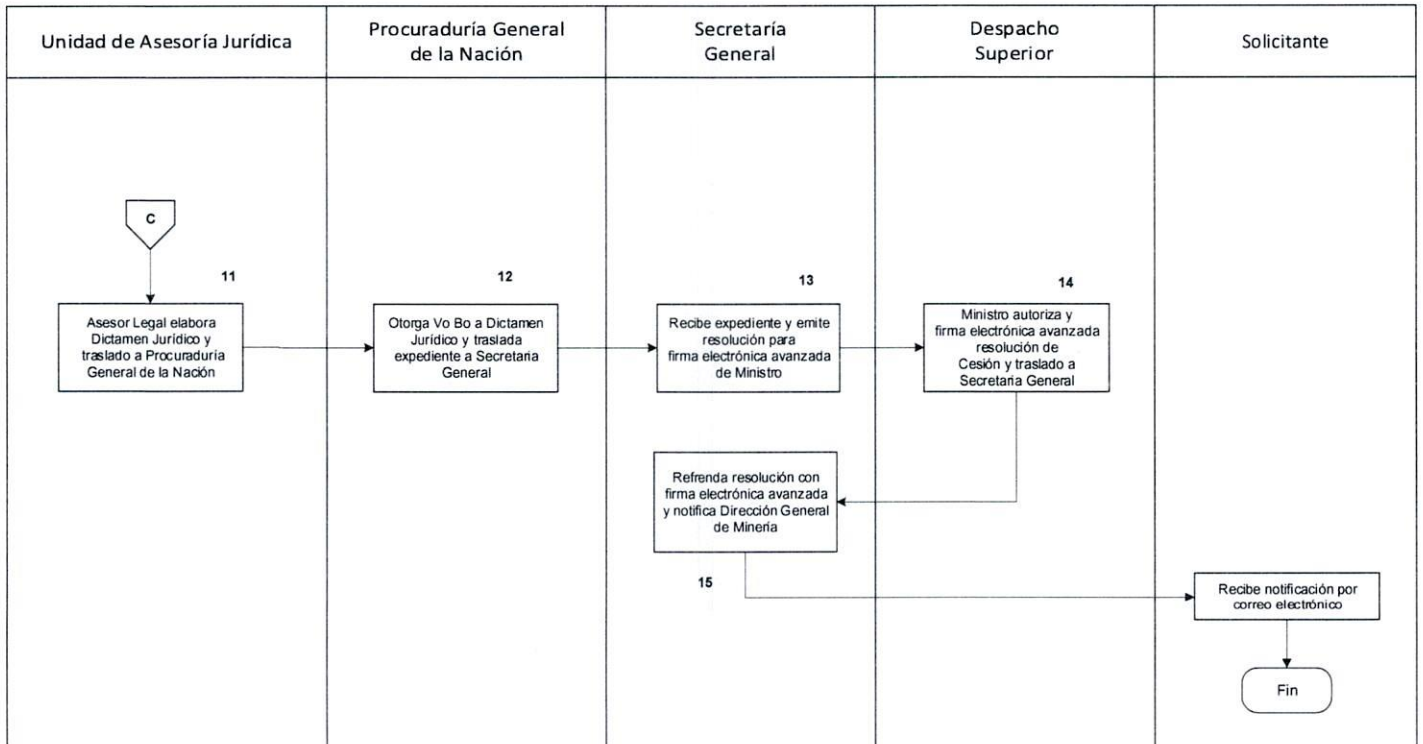 Unidad de Asesoría Jurídica
Procuraduría General
de la Nación
Secretaría
General
Despacho
Superior
Solicitante
C
11
Asesor Legal elabora
Dictamen Jurídico y
traslado a Procuraduría
General de la Nación
12
Otorga Vo Bo a Dictamen
Jurídico y traslada
expediente a Secretaria
General
13
Recibe expediente y emite
resolución para
firma electrónica avanzada
de Ministro
14
Ministro autoriza y
firma electrónica avanzada
resolución de
Cesión y traslado a
Secretaria General
Refrenda resolución con
firma electrónica avanzada
y notifica Dirección General
de Minería
15
Recibe notificación por
correo electrónico
Fin